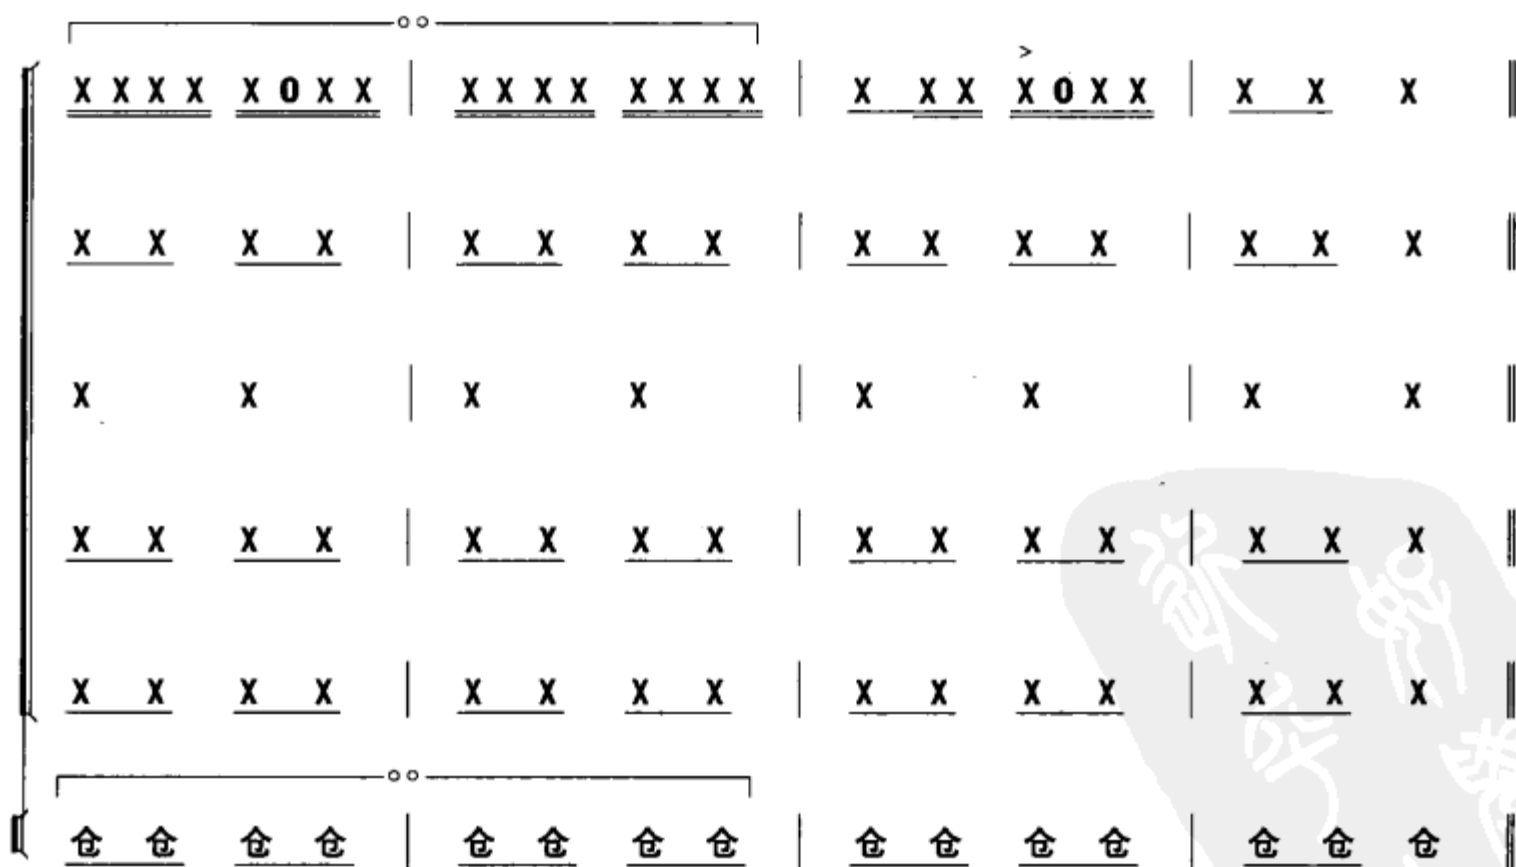 X X X X X 0 X X | X X X X X X X X | X X X X 0 X X | X X X
X X X X | X X X X | X X X X | X X X
X X | X X | X X | X X
X X X X | X X X X | X X X X | X X X
X X X X | X X X X | X X X X | X X X
仓 仓 仓 仓 | 仓 仓 仓 仓 | 仓 仓 仓 仓 | 仓 仓 仓